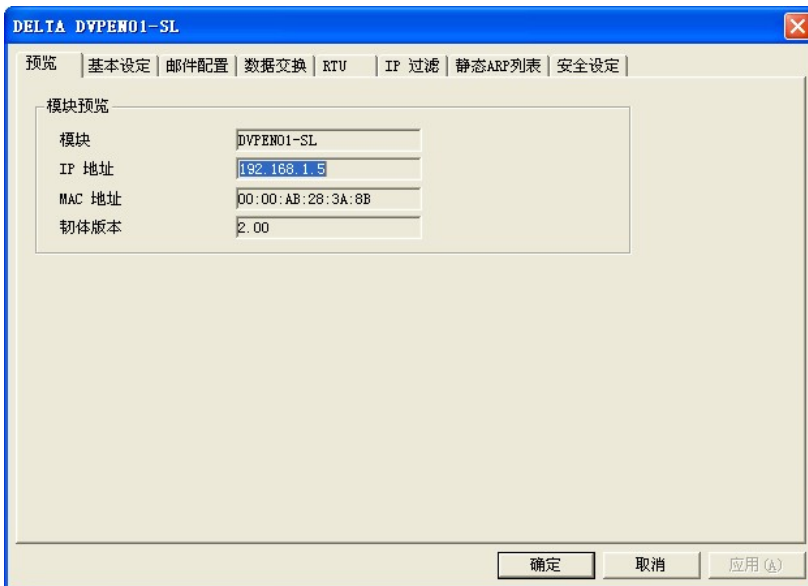 DELTA DVPEN01-SL
预览 基本设定 邮件配置 数据交换 RTU IP 过滤 静态ARP列表 安全设定
模块预览
模块 DVPEN01-SL
IP 地址 192.168.1.5
MAC 地址 00:00:AB:28:3A:8B
韧体版本 2.00
确定 取消 应用(A)